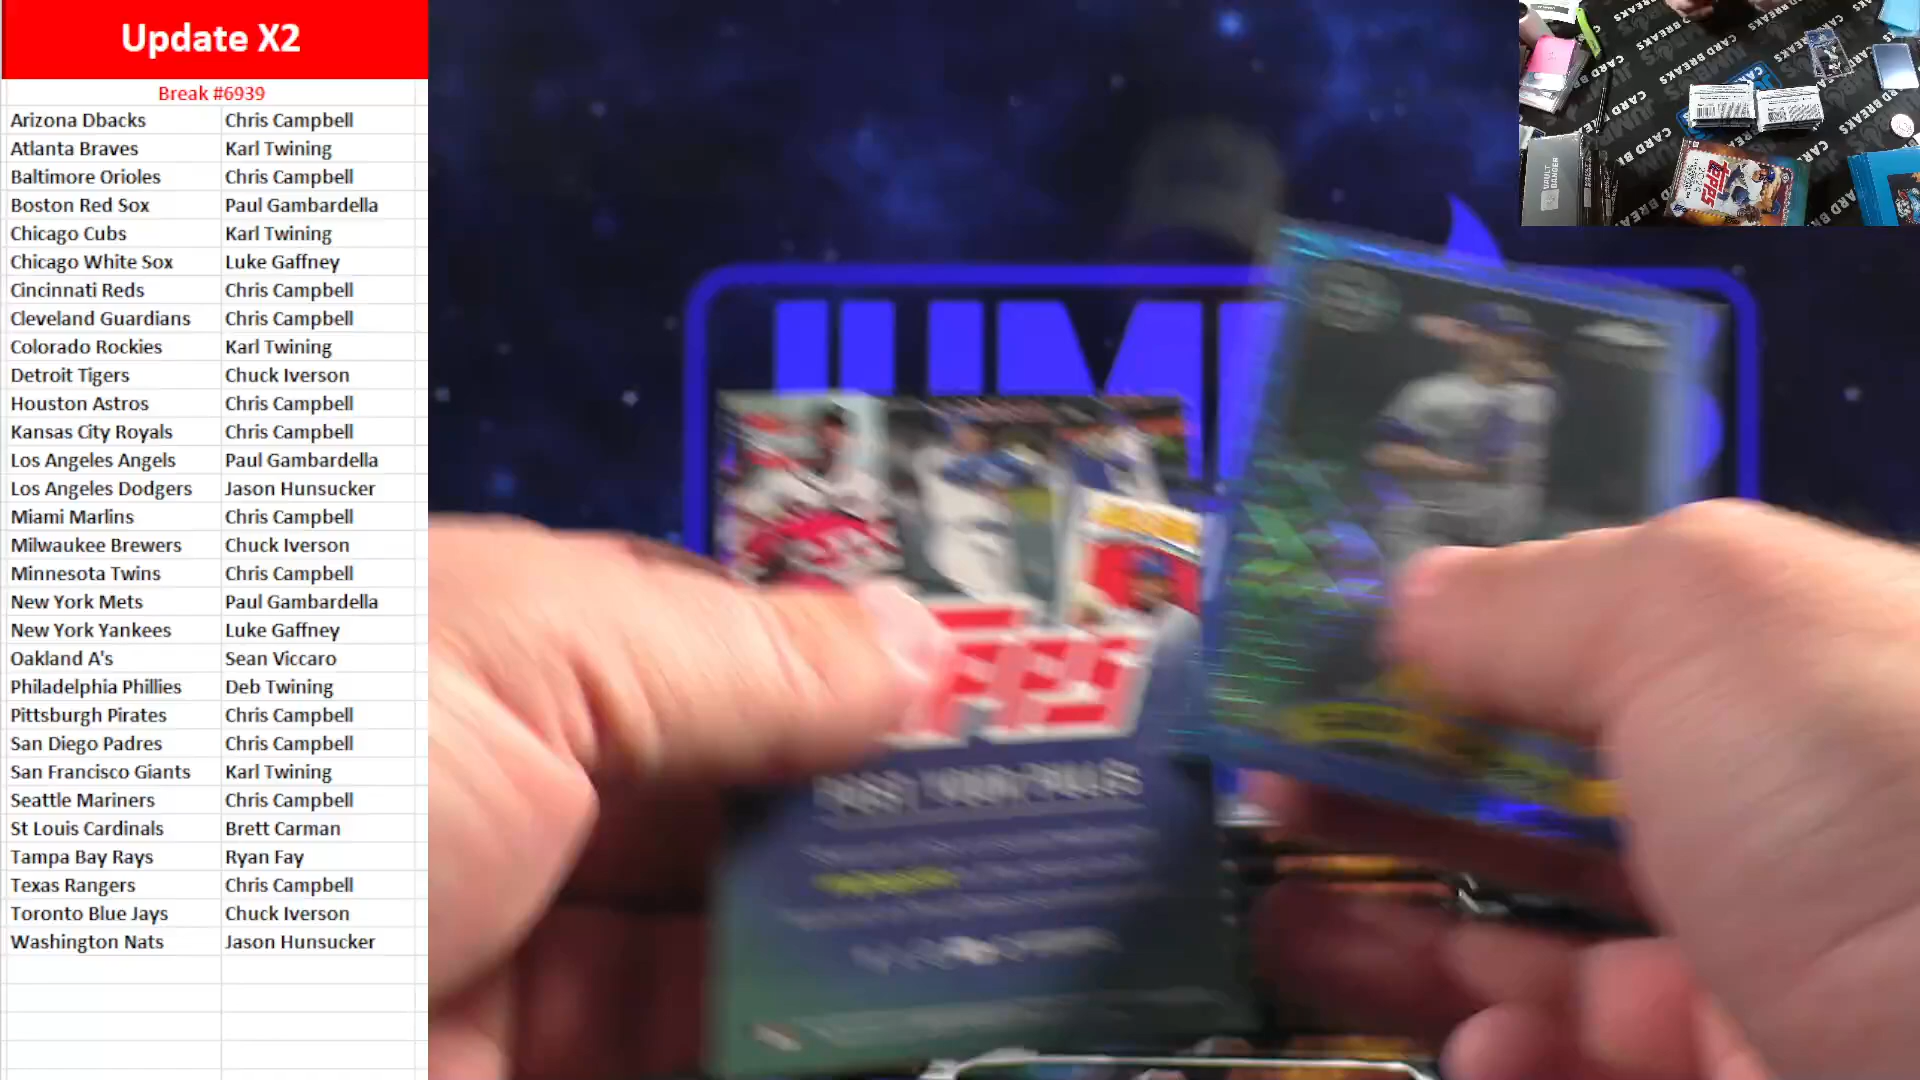 Update X2
Break #6939
Arizona Dbacks Chris Campbell
Atlanta Braves Karl Twining
Baltimore Orioles Chris Campbell
Boston Red Sox Paul Gambardella
Chicago Cubs Karl Twining
Chicago White Sox Luke Gaffney
Cincinnati Reds Chris Campbell
Cleveland Guardians Chris Campbell
Colorado Rockies Karl Twining
Detroit Tigers Chuck Iverson
Houston Astros Chris Campbell
Kansas City Royals Chris Campbell
Los Angeles Angels Paul Gambardella
Los Angeles Dodgers Jason Hunsucker
Miami Marlins Chris Campbell
Milwaukee Brewers Chuck Iverson
Minnesota Twins Chris Campbell
New York Mets Paul Gambardella
New York Yankees Luke Gaffney
Oakland A's Sean Viccaro
Philadelphia Phillies Deb Twining
Pittsburgh Pirates Chris Campbell
San Diego Padres Chris Campbell
San Francisco Giants Karl Twining
Seattle Mariners Chris Campbell
St Louis Cardinals Brett Carman
Tampa Bay Rays Ryan Fay
Texas Rangers Chris Campbell
Toronto Blue Jays Chuck Iverson
Washington Nats Jason Hunsucker
CARD BREAKS
TOPPS